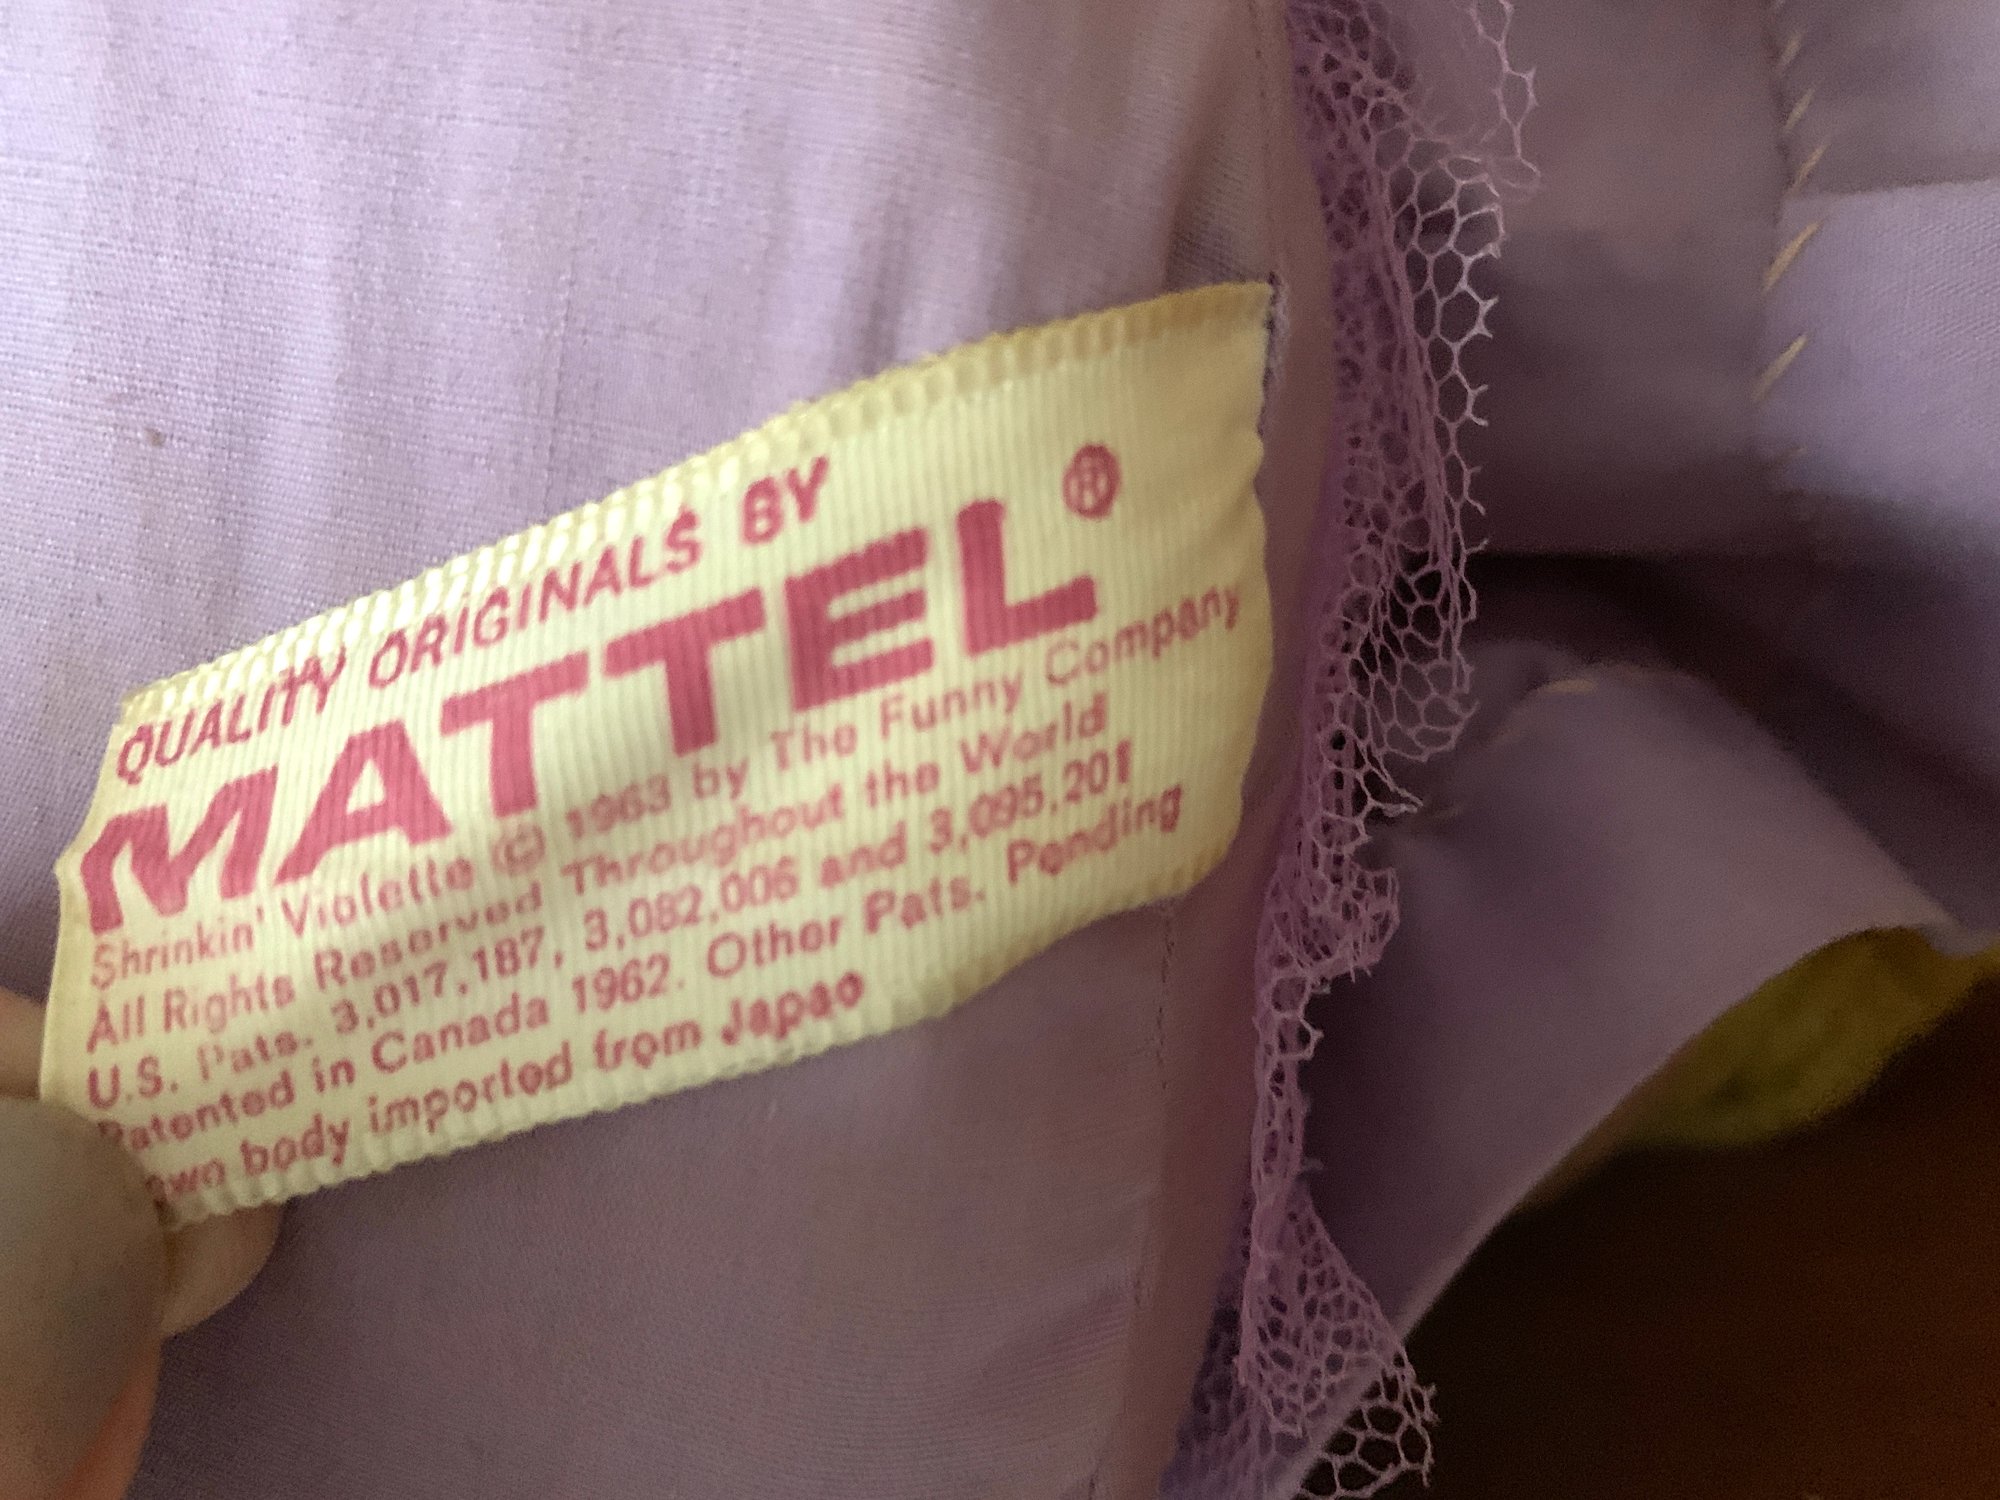 QUALITY ORIGINALS BY
MATTEL®
Shrinkin' Violette © 1963 by The Funny Company
All Rights Reserved Throughout the World
U.S. Pats. 3,017,187, 3,082,006 and 3,095,201
Patented in Canada 1962. Other Pats. Pending
body imported from Japan